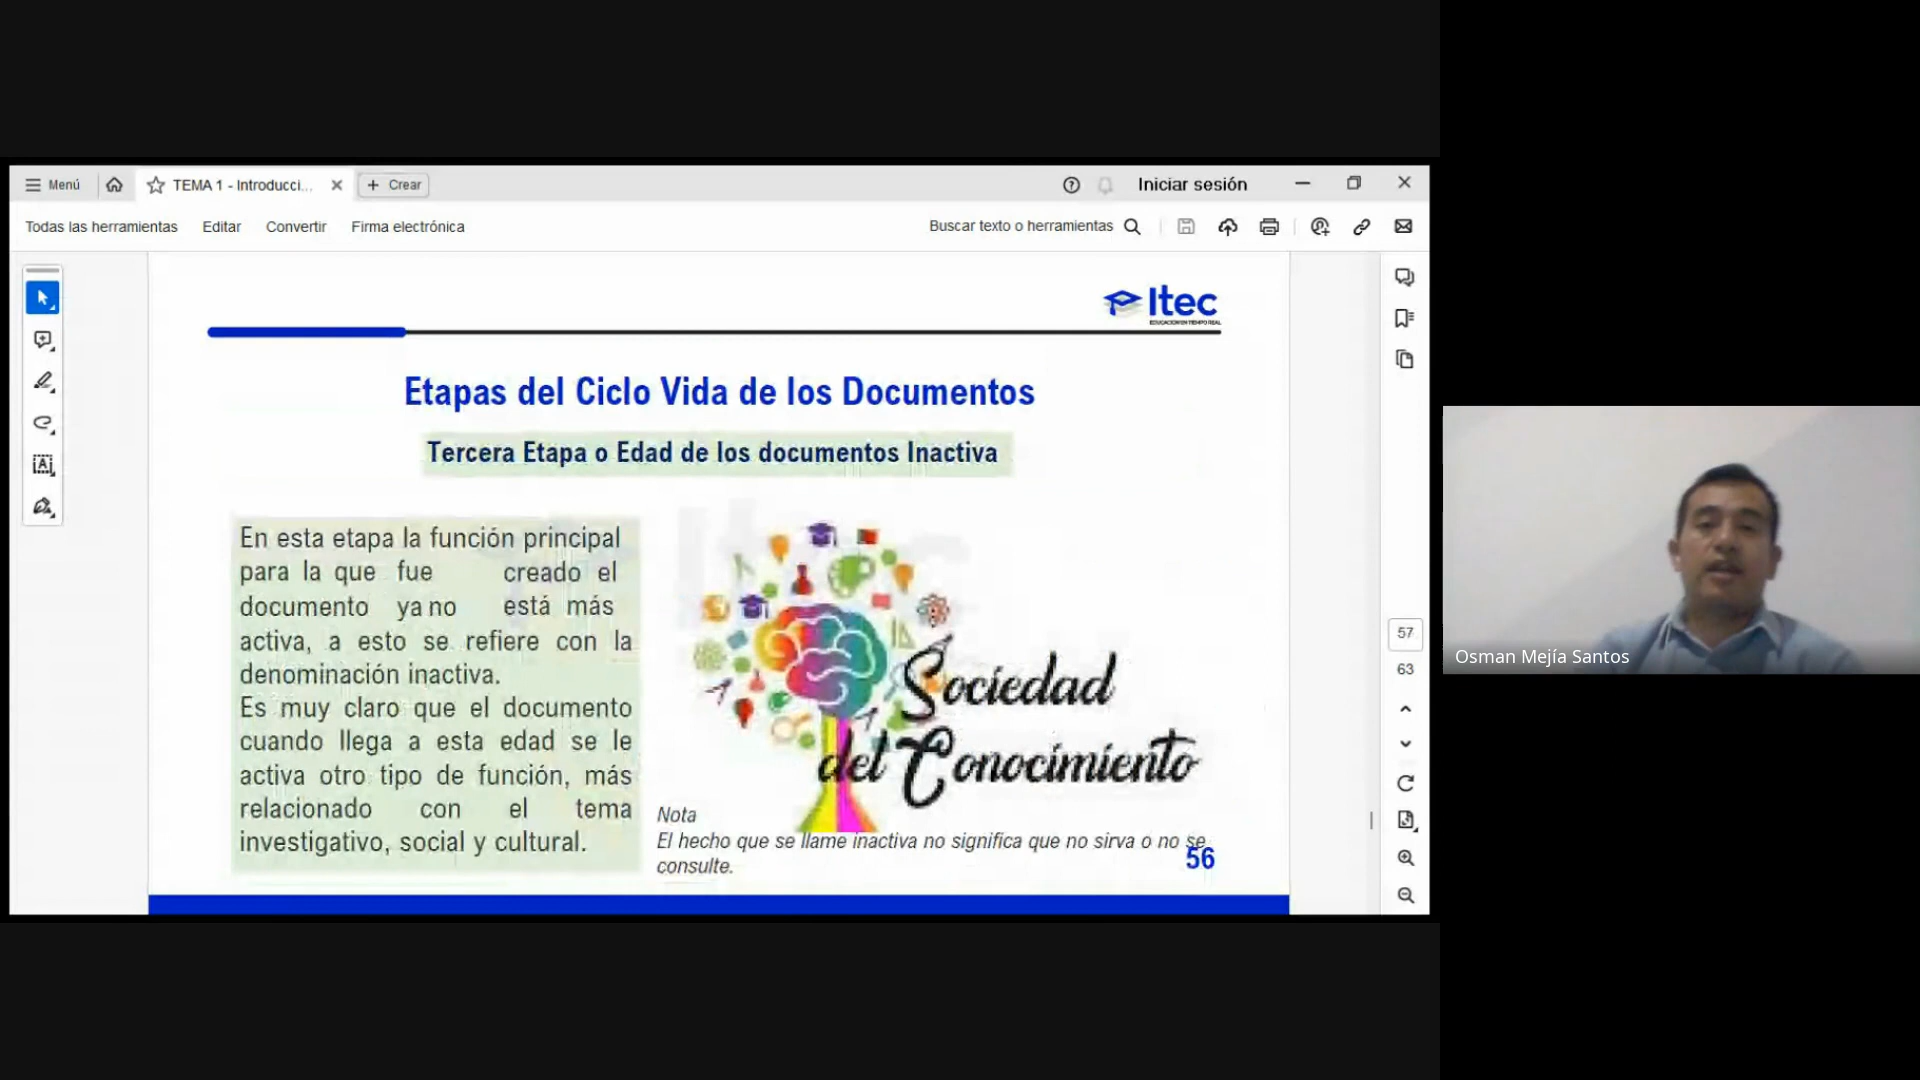 Menú
TEMA 1 - Introducci...
Crear
Iniciar sesión
Todas las herramientas
Editar
Convertir
Firma electrónica
Buscar texto o herramientas
Itec
EDUCACIÓN EN TIEMPO REAL
Etapas del Ciclo Vida de los Documentos
Tercera Etapa o Edad de los documentos Inactiva
En esta etapa la función principal
para la que fue creado el
documento ya no está más
activa, a esto se refiere con la
denominación inactiva.
Es muy claro que el documento
cuando llega a esta edad se le
activa otro tipo de función, más
relacionado con el tema
investigativo, social y cultural.
Sociedad
del Conocimiento
Nota
El hecho que se llame inactiva no significa que no sirva o no se
consulte.
56
57
63
Osman Mejía Santos